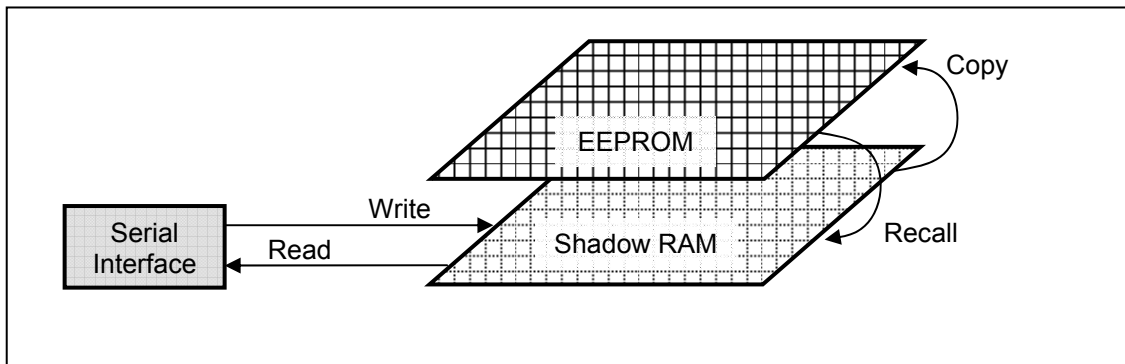 Copy
EEPROM
Write
Serial
Interface
Read
Shadow RAM
Recall